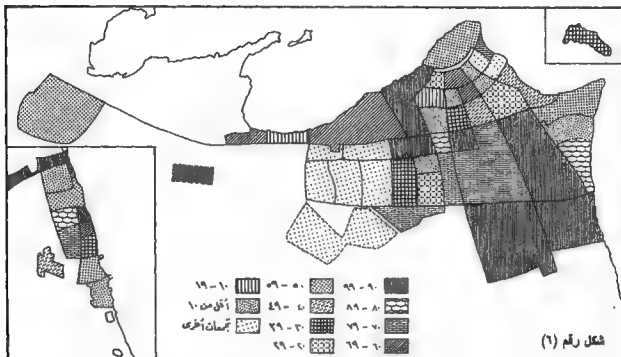 ٩٠ - ٩٩ ٥٠ - ٥٩ ١٠ - ١٩
٨٠ - ٨٩ ٤٠ - ٤٩ أقل من ١٠
٧٠ - ٧٩ ٣٠ - ٣٩ تجمعات أخرى
٦٠ - ٦٩ ٢٠ - ٢٩
شكل رقم (٦)